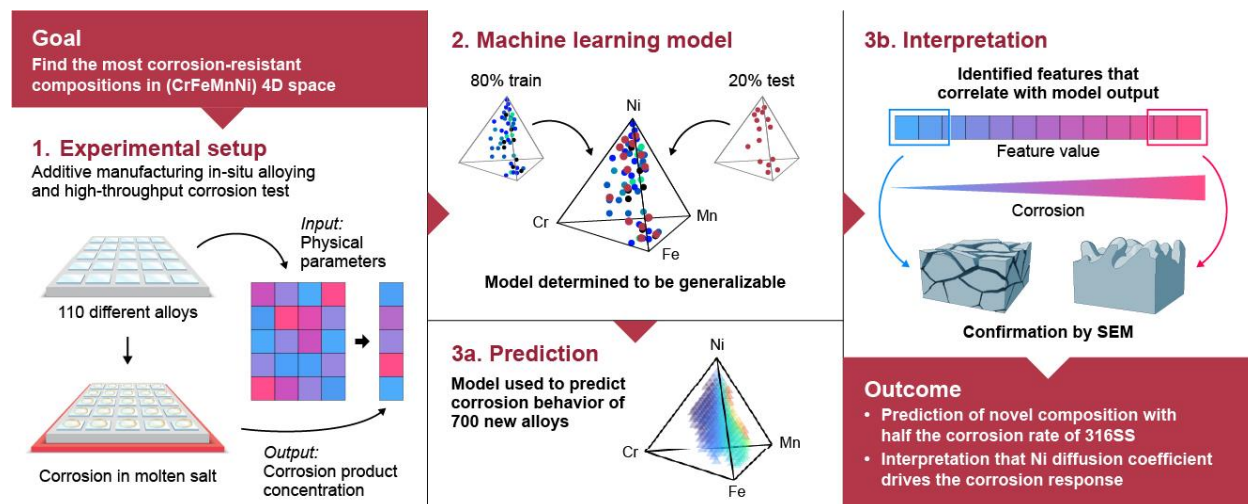 Goal
Find the most corrosion-resistant
compositions in (CrFeMnNi) 4D space
1. Experimental setup
Additive manufacturing in-situ alloying
and high-throughput corrosion test
110 different alloys
Input:
Physical
parameters
Corrosion in molten salt
Output:
Corrosion product
concentration
2. Machine learning model
80% train
20% test
Ni
Cr
Mn
Fe
Model determined to be generalizable
3a. Prediction
Model used to predict
corrosion behavior of
700 new alloys
Ni
Cr
Mn
Fe
3b. Interpretation
Identified features that
correlate with model output
Feature value
Corrosion
Confirmation by SEM
Outcome
• Prediction of novel composition with
half the corrosion rate of 316SS
• Interpretation that Ni diffusion coefficient
drives the corrosion response